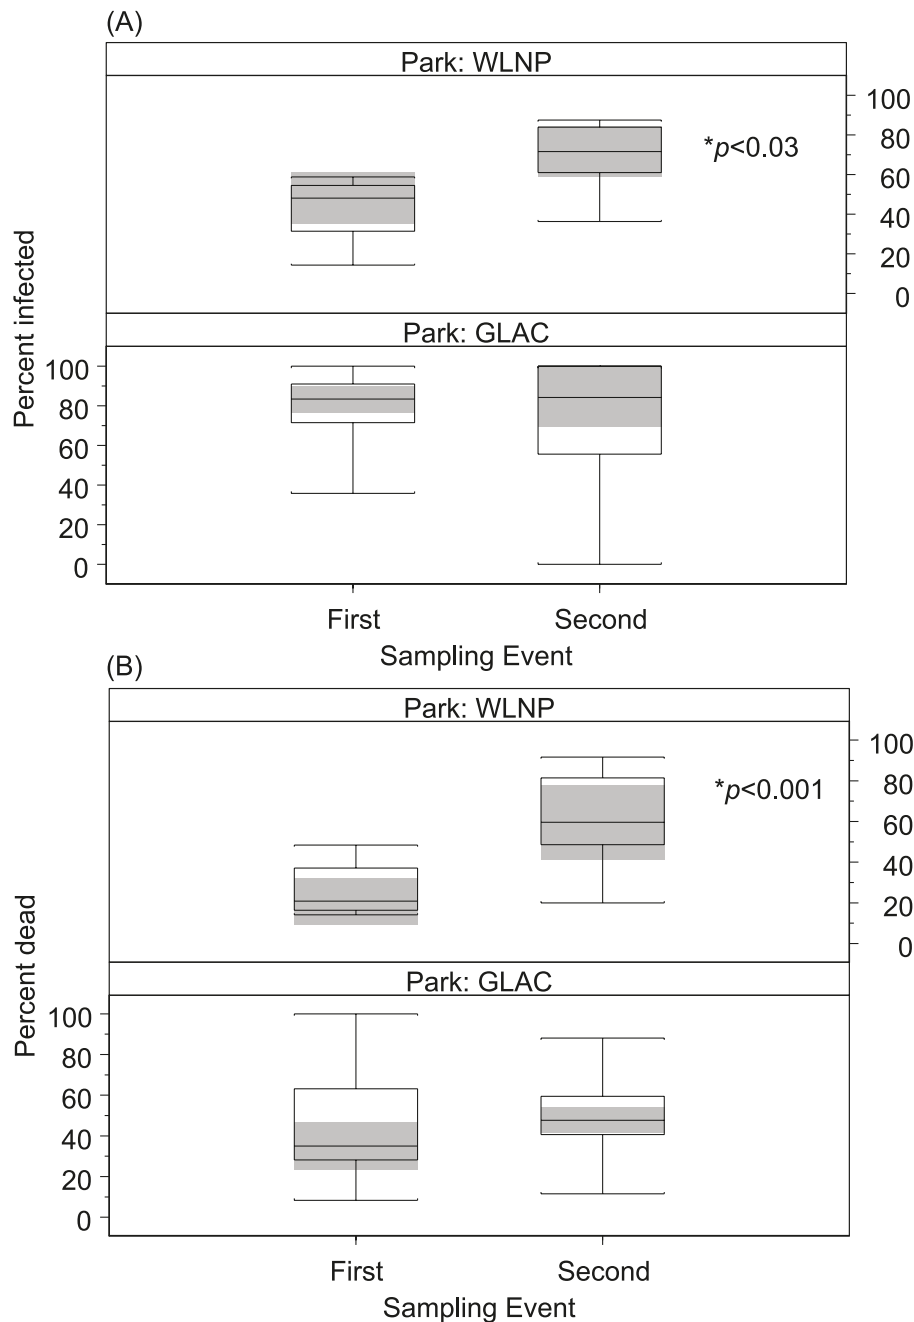 (A)
Park: WLNP
100
80
60
40
20
0
*p<0.03
Percent infected
Park: GLAC
100
80
60
40
20
0
First Second
Sampling Event
(B)
Park: WLNP
100
80
60
40
20
0
*p<0.001
Percent dead
Park: GLAC
100
80
60
40
20
0
First Second
Sampling Event